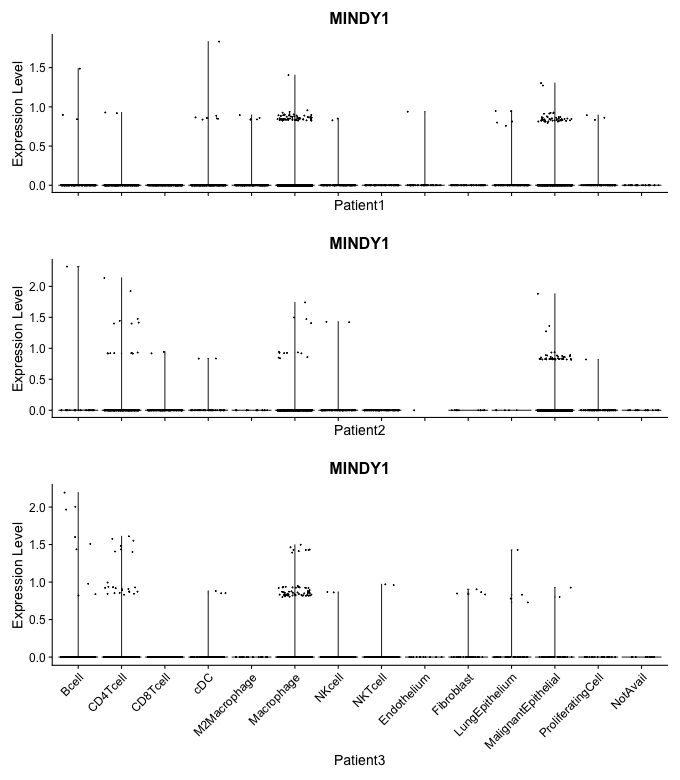 MINDY1
Expression Level
1.5
1.0
0.5
0.0
Patient1
MINDY1
Expression Level
2.0
1.5
1.0
0.5
0.0
Patient2
MINDY1
Expression Level
2.0
1.5
1.0
0.5
0.0
Bcell
CD4Tcell
CD8Tcell
cDC
M2Macrophage
Macrophage
NKcell
NKTcell
Endothelium
Fibroblast
LungEpithelium
MalignantEpithelial
ProliferatingCell
NotAvail
Patient3